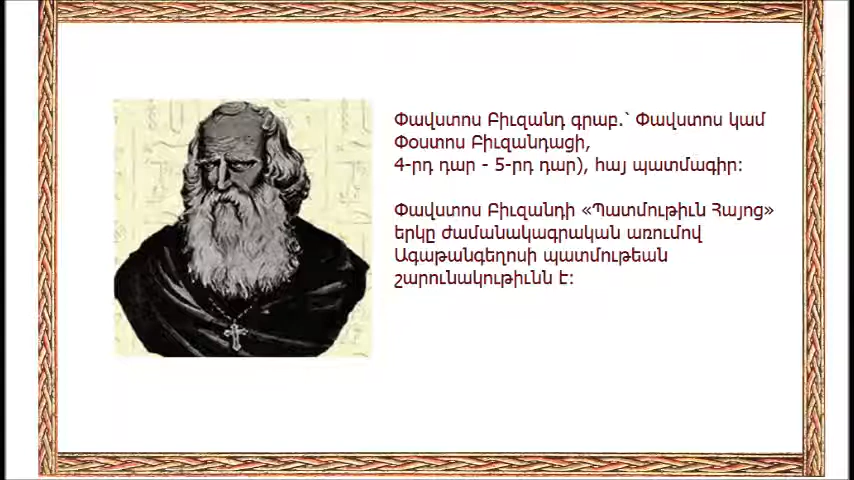 Փավստոս Բիւզանդ գրաբ.՝ Փավստոս կամ
Փօստոս Բիւզանդացի,
4-րդ դար - 5-րդ դար), հայ պատմագիր:
Փավստոս Բիւզանդի «Պատմութիւն Հայոց»
երկը ժամանակագրական առումով
Ագաթանգեղոսի պատմութեան
շարունակութիւնն է: